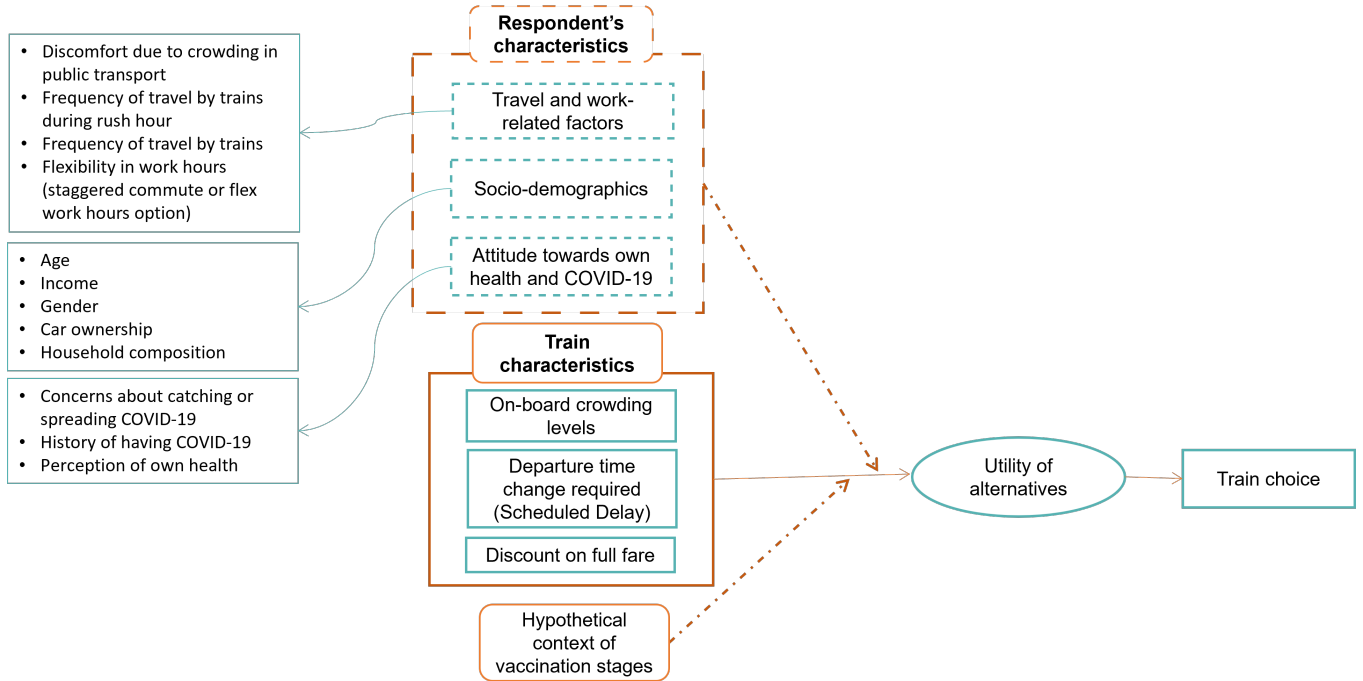 Respondent's
characteristics
• Discomfort due to crowding in
public transport
• Frequency of travel by trains
during rush hour
• Frequency of travel by trains
• Flexibility in work hours
(staggered commute or flex
work hours option)
Travel and work-
related factors
Socio-demographics
Attitude towards own
health and COVID-19
• Age
• Income
• Gender
• Car ownership
• Household composition
• Concerns about catching or
spreading COVID-19
• History of having COVID-19
• Perception of own health
Train
characteristics
On-board crowding
levels
Departure time
change required
(Scheduled Delay)
Discount on full fare
Hypothetical
context of
vaccination stages
Utility of
alternatives
Train choice